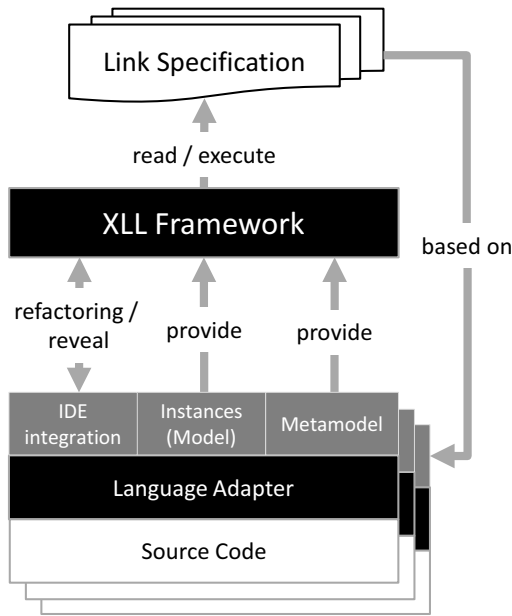 Link Specification
read / execute
XLL Framework
based on
refactoring /
reveal
provide
provide
IDE
integration
Instances
(Model)
Metamodel
Language Adapter
Source Code